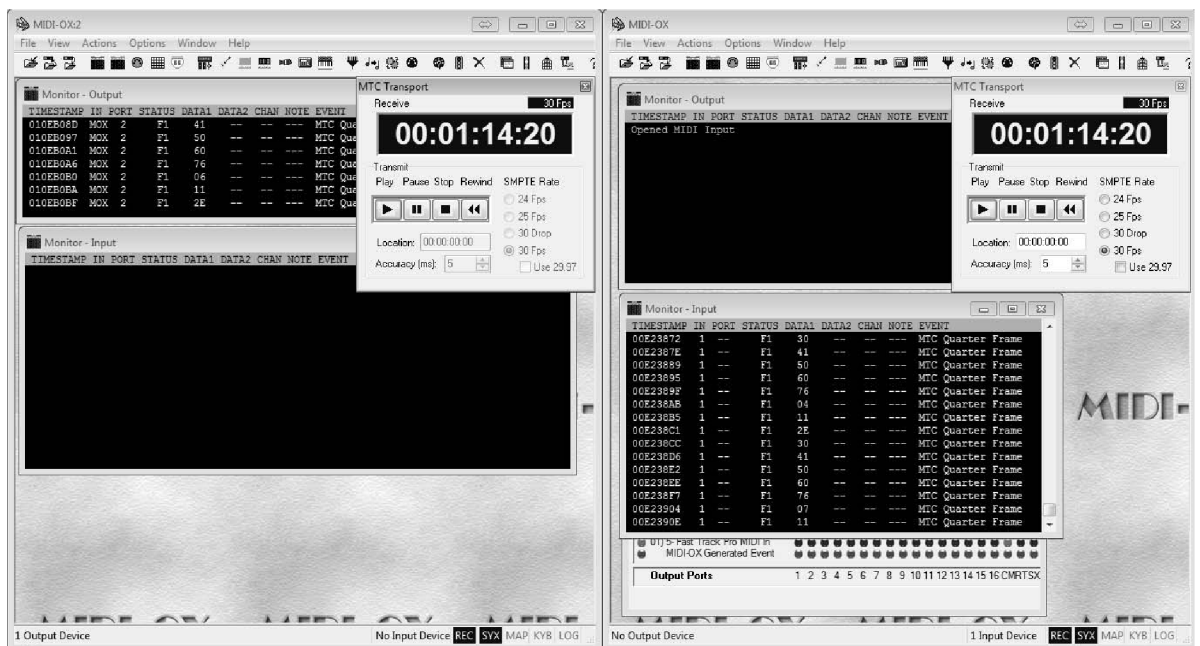 MIDI-OX:2
File View Actions Options Window Help
Monitor - Output
TIMESTAMP IN PORT STATUS DATA1 DATA2 CHAN NOTE EVENT
010EB08D MOX 2 F1 41 -- -- --- MTC Qua
010EB097 MOX 2 F1 50 -- -- --- MTC Qua
010EB0A1 MOX 2 F1 60 -- -- --- MTC Qua
010EB0A6 MOX 2 F1 76 -- -- --- MTC Qua
010EB0B0 MOX 2 F1 06 -- -- --- MTC Qua
010EB0BA MOX 2 F1 11 -- -- --- MTC Qua
010EB0BF MOX 2 F1 2E -- -- --- MTC Qua
MTC Transport
Receive 30 Fps
00:01:14:20
Transmit
Play Pause Stop Rewind SMPTE Rate
24 Fps
25 Fps
30 Drop
Location: 00:00:00:00 30 Fps
Accuracy (ms): 5 Use 29.97
Monitor - Input
TIMESTAMP IN PORT STATUS DATA1 DATA2 CHAN NOTE EVENT
1 Output Device No Input Device REC SYX MAP KYB LOG
MIDI-OX
File View Actions Options Window Help
Monitor - Output
TIMESTAMP IN PORT STATUS DATA1 DATA2 CHAN NOTE EVENT
Opened MIDI Input
MTC Transport
Receive 30 Fps
00:01:14:20
Transmit
Play Pause Stop Rewind SMPTE Rate
24 Fps
25 Fps
30 Drop
Location: 00:00:00:00 30 Fps
Accuracy (ms): 5 Use 29.97
Monitor - Input
TIMESTAMP IN PORT STATUS DATA1 DATA2 CHAN NOTE EVENT
00E23872 1 -- F1 30 -- -- --- MTC Quarter Frame
00E2387E 1 -- F1 41 -- -- --- MTC Quarter Frame
00E23889 1 -- F1 50 -- -- --- MTC Quarter Frame
00E23895 1 -- F1 60 -- -- --- MTC Quarter Frame
00E2389F 1 -- F1 76 -- -- --- MTC Quarter Frame
00E238AB 1 -- F1 04 -- -- --- MTC Quarter Frame
00E238B5 1 -- F1 11 -- -- --- MTC Quarter Frame
00E238C1 1 -- F1 2E -- -- --- MTC Quarter Frame
00E238CC 1 -- F1 30 -- -- --- MTC Quarter Frame
00E238D6 1 -- F1 41 -- -- --- MTC Quarter Frame
00E238E2 1 -- F1 50 -- -- --- MTC Quarter Frame
00E238EE 1 -- F1 60 -- -- --- MTC Quarter Frame
00E238F7 1 -- F1 76 -- -- --- MTC Quarter Frame
00E23904 1 -- F1 07 -- -- --- MTC Quarter Frame
00E2390E 1 -- F1 11 -- -- --- MTC Quarter Frame
MIDI-
01) 5- Fast Track Pro MIDI In
MIDI-OX Generated Event
Output Ports 1 2 3 4 5 6 7 8 9 10 11 12 13 14 15 16 CMRTSX
No Output Device 1 Input Device REC SYX MAP KYB LOG